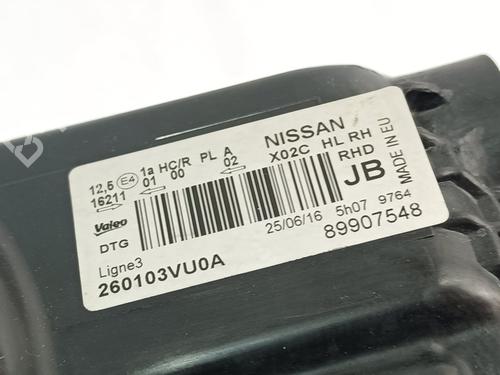 12,5 E4 1a HC/R PL A
16211 01 00 02
NISSAN
X02C HL RH
RHD
JB
MADE IN EU
Valeo
DTG
25/06/16 5h07 9764
Ligne3
89907548
260103VU0A